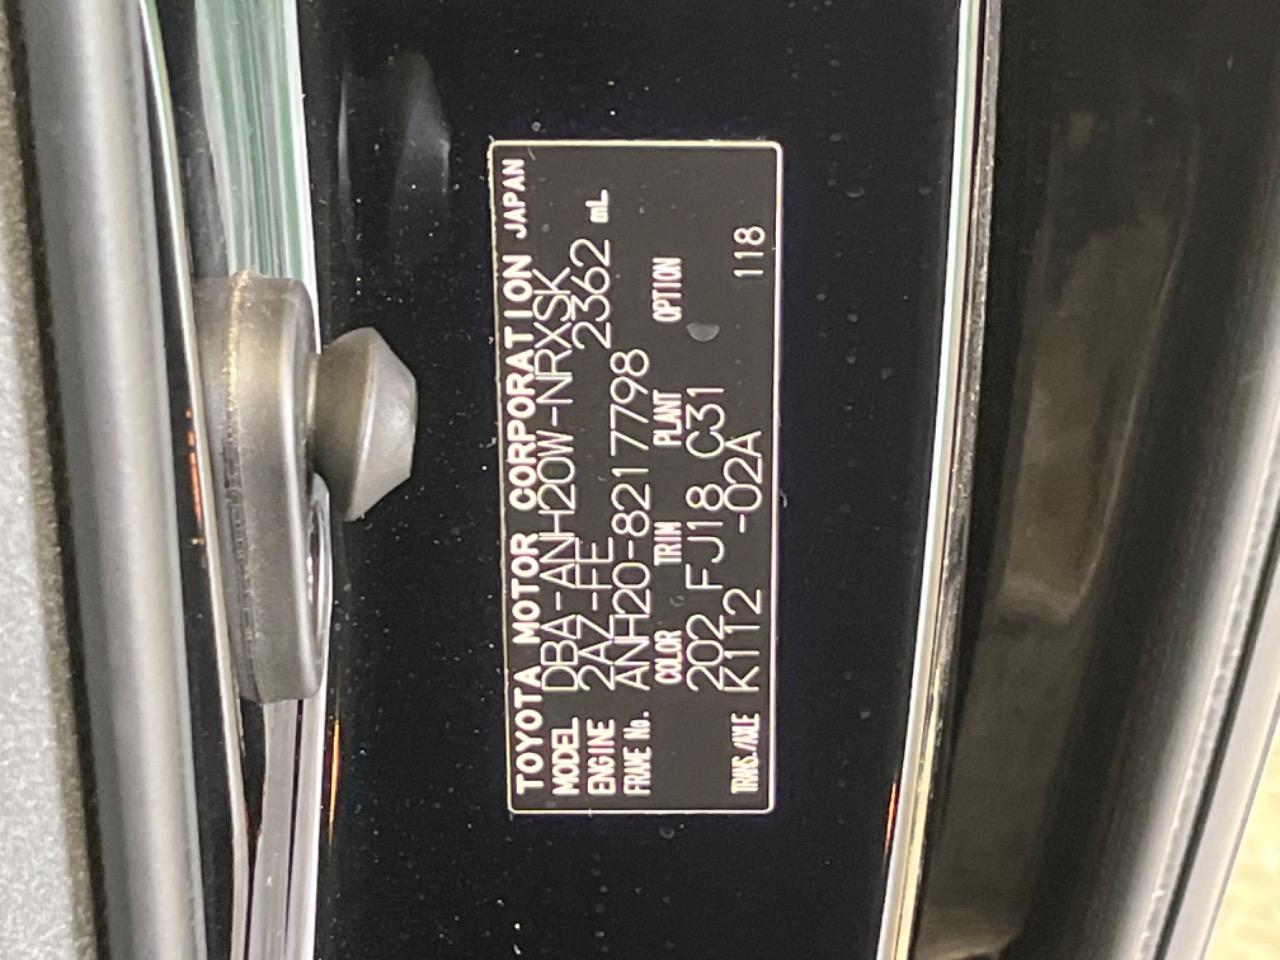 TOYOTA MOTOR CORPORATION JAPAN
MODEL DBA-ANH20W-NRXSK
ENGINE 2AZ-FE 2362 mL
FRAME No. ANH20-8217798
COLOR TRIM PLANT OPTION
202 FJ18 C31
TRANS./AXLE K112 -02A 118